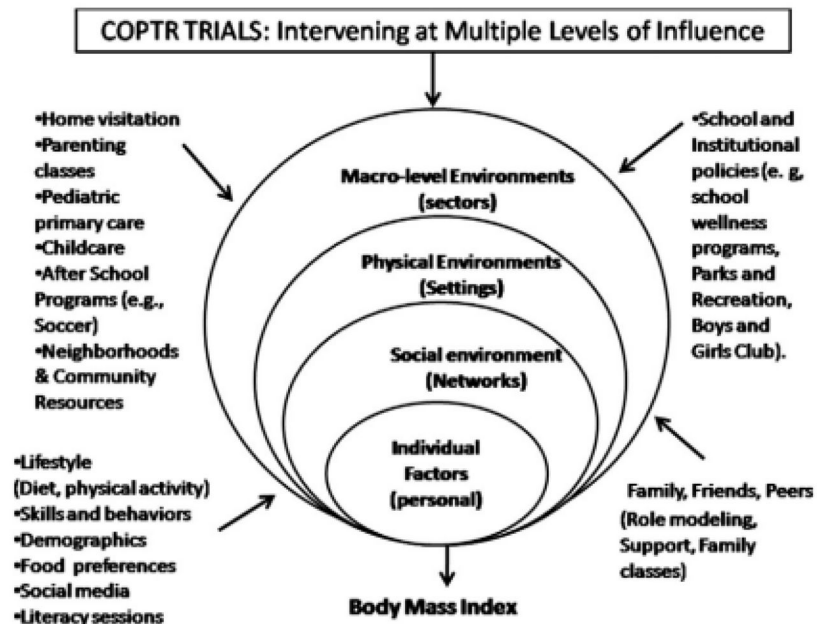 COPTR TRIALS: Intervening at Multiple Levels of Influence
•Home visitation
•Parenting
classes
•Pediatric
primary care
•Childcare
•After School
Programs (e.g.,
Soccer)
•Neighborhoods
& Community
Resources
•School and
Institutional
policies (e. g,
school
wellness
programs,
Parks and
Recreation,
Boys and
Girls Club).
Macro-level Environments
(sectors)
Physical Environments
(Settings)
Social environment
(Networks)
Individual
Factors
(personal)
•Lifestyle
(Diet, physical activity)
•Skills and behaviors
•Demographics
•Food preferences
•Social media
•Literacy sessions
Family, Friends, Peers
(Role modeling,
Support, Family
classes)
Body Mass Index